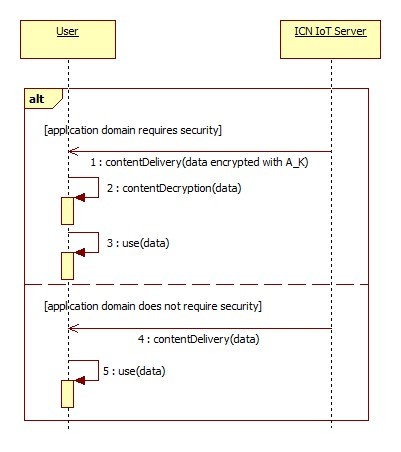 User
ICN IoT Server
alt
[application domain requires security]
1 : contentDelivery(data encrypted with A_K)
2 : contentDecryption(data)
3 : use(data)
[application domain does not require security]
4 : contentDelivery(data)
5 : use(data)